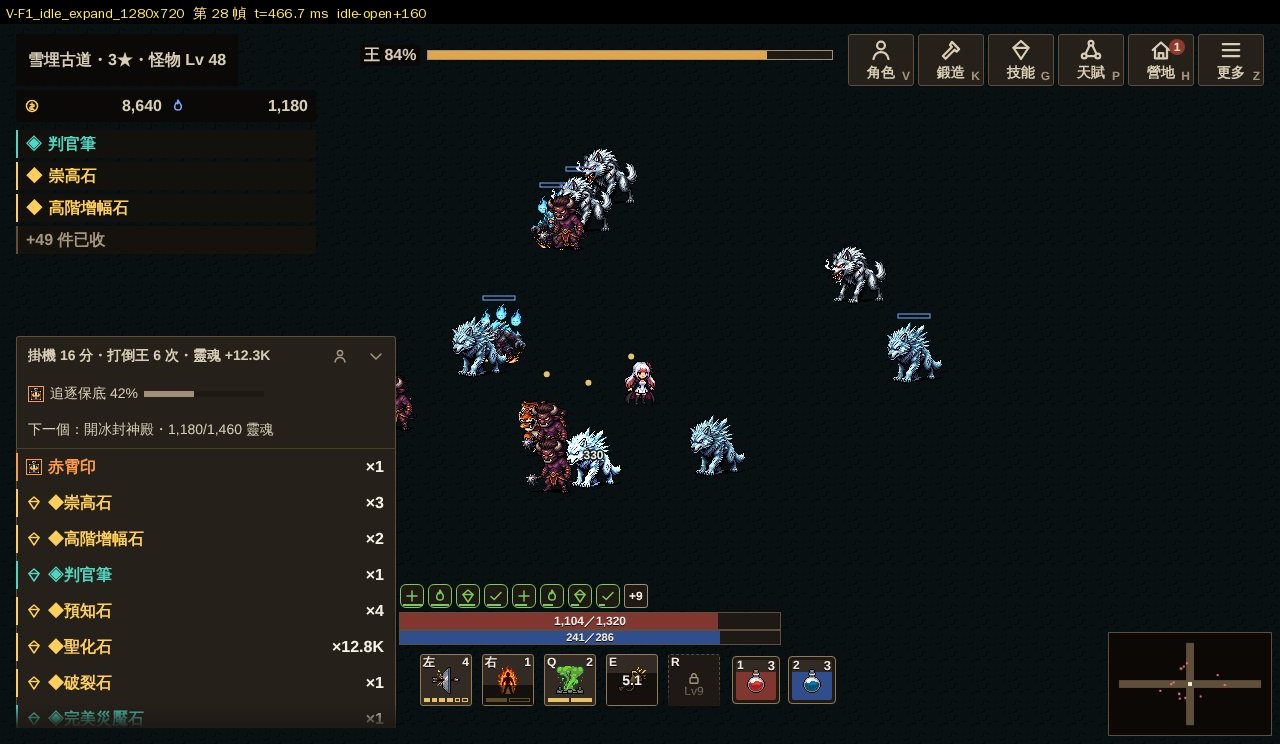 V-F1_idle_expand_1280x720 第 28 幀 t=466.7 ms idle-open+160
雪埋古道・3★・怪物 Lv 48
王 84%
角色 V
鍛造 K
技能 G
天賦 P
營地 H 1
更多 Z
8,640 1,180
◈ 判官筆
◆ 崇高石
◆ 高階增幅石
+49 件已收
330
掛機 16 分・打倒王 6 次・靈魂 +12.3K
追逐保底 42%
下一個：開冰封神殿・1,180/1,460 靈魂
赤霄印 ×1
◆崇高石 ×3
◆高階增幅石 ×2
◈判官筆 ×1
◆預知石 ×4
◆聖化石 ×12.8K
◆破裂石 ×1
◈完美災魘石 ×1
+9
1,104／1,320
241／286
左 4
右 1
Q 2
E 5.1
R Lv9
1 3
2 3